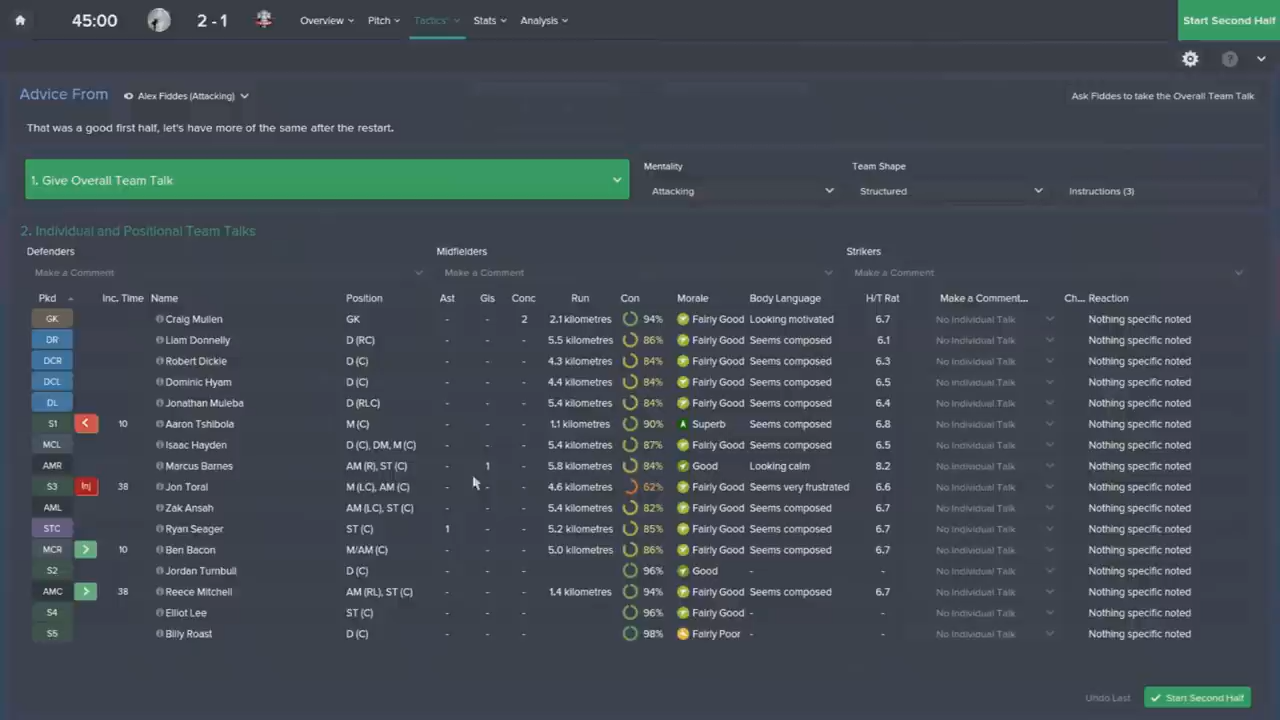 45:00 2 - 1 Overview Pitch Tactics Stats Analysis Start Second Half
?
Advice From Alex Fiddes (Attacking) Ask Fiddes to take the Overall Team Talk
That was a good first half, let's have more of the same after the restart.
Mentality Team Shape
1. Give Overall Team Talk Attacking Structured Instructions (3)
2. Individual and Positional Team Talks
Defenders Midfielders Strikers
Make a Comment Make a Comment Make a Comment
Pkd Inc. Time Name Position Ast Gls Conc Run Con Morale Body Language H/T Rat Make a Comment... Ch... Reaction
GK Craig Mullen GK - - 2 2.1 kilometres 94% Fairly Good Looking motivated 6.7 No Individual Talk Nothing specific noted
DR Liam Donnelly D (RC) - - - 5.5 kilometres 86% Fairly Good Seems composed 6.1 No Individual Talk Nothing specific noted
DCR Robert Dickie D (C) - - - 4.3 kilometres 84% Fairly Good Seems composed 6.3 No Individual Talk Nothing specific noted
DCL Dominic Hyam D (C) - - - 4.4 kilometres 84% Fairly Good Seems composed 6.5 No Individual Talk Nothing specific noted
DL Jonathan Muleba D (RLC) - - - 5.4 kilometres 84% Fairly Good Seems composed 6.4 No Individual Talk Nothing specific noted
S1 10 Aaron Tshibola M (C) - - - 1.1 kilometres 90% Superb Seems composed 6.8 No Individual Talk Nothing specific noted
MCL Isaac Hayden D (C), DM, M (C) - - - 5.4 kilometres 87% Fairly Good Seems composed 6.5 No Individual Talk Nothing specific noted
AMR Marcus Barnes AM (R), ST (C) - 1 - 5.8 kilometres 84% Good Looking calm 8.2 No Individual Talk Nothing specific noted
S3 Inj 38 Jon Toral M (LC), AM (C) - - - 4.6 kilometres 62% Fairly Good Seems very frustrated 6.6 No Individual Talk Nothing specific noted
AML Zak Ansah AM (LC), ST (C) - - - 5.4 kilometres 82% Fairly Good Seems composed 6.7 No Individual Talk Nothing specific noted
STC Ryan Seager ST (C) 1 - - 5.2 kilometres 85% Fairly Good Seems composed 6.7 No Individual Talk Nothing specific noted
MCR 10 Ben Bacon M/AM (C) - - - 5.0 kilometres 86% Fairly Good Seems composed 6.7 No Individual Talk Nothing specific noted
S2 Jordan Turnbull D (C) - - - 96% Good - - No Individual Talk Nothing specific noted
AMC 38 Reece Mitchell AM (RL), ST (C) - - - 1.4 kilometres 94% Fairly Good Seems composed 6.7 No Individual Talk Nothing specific noted
S4 Elliot Lee ST (C) - - - 96% Fairly Good - - No Individual Talk Nothing specific noted
S5 Billy Roast D (C) - - - 98% Fairly Poor - - No Individual Talk Nothing specific noted
Undo Last Start Second Half